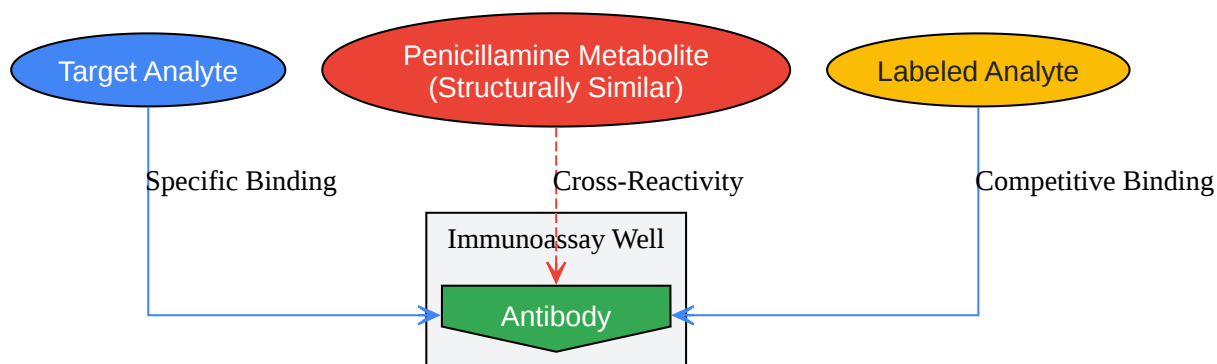 Target Analyte
Penicillamine Metabolite
(Structurally Similar)
Labeled Analyte
Specific Binding
Cross-Reactivity
Competitive Binding
Immunoassay Well
Antibody